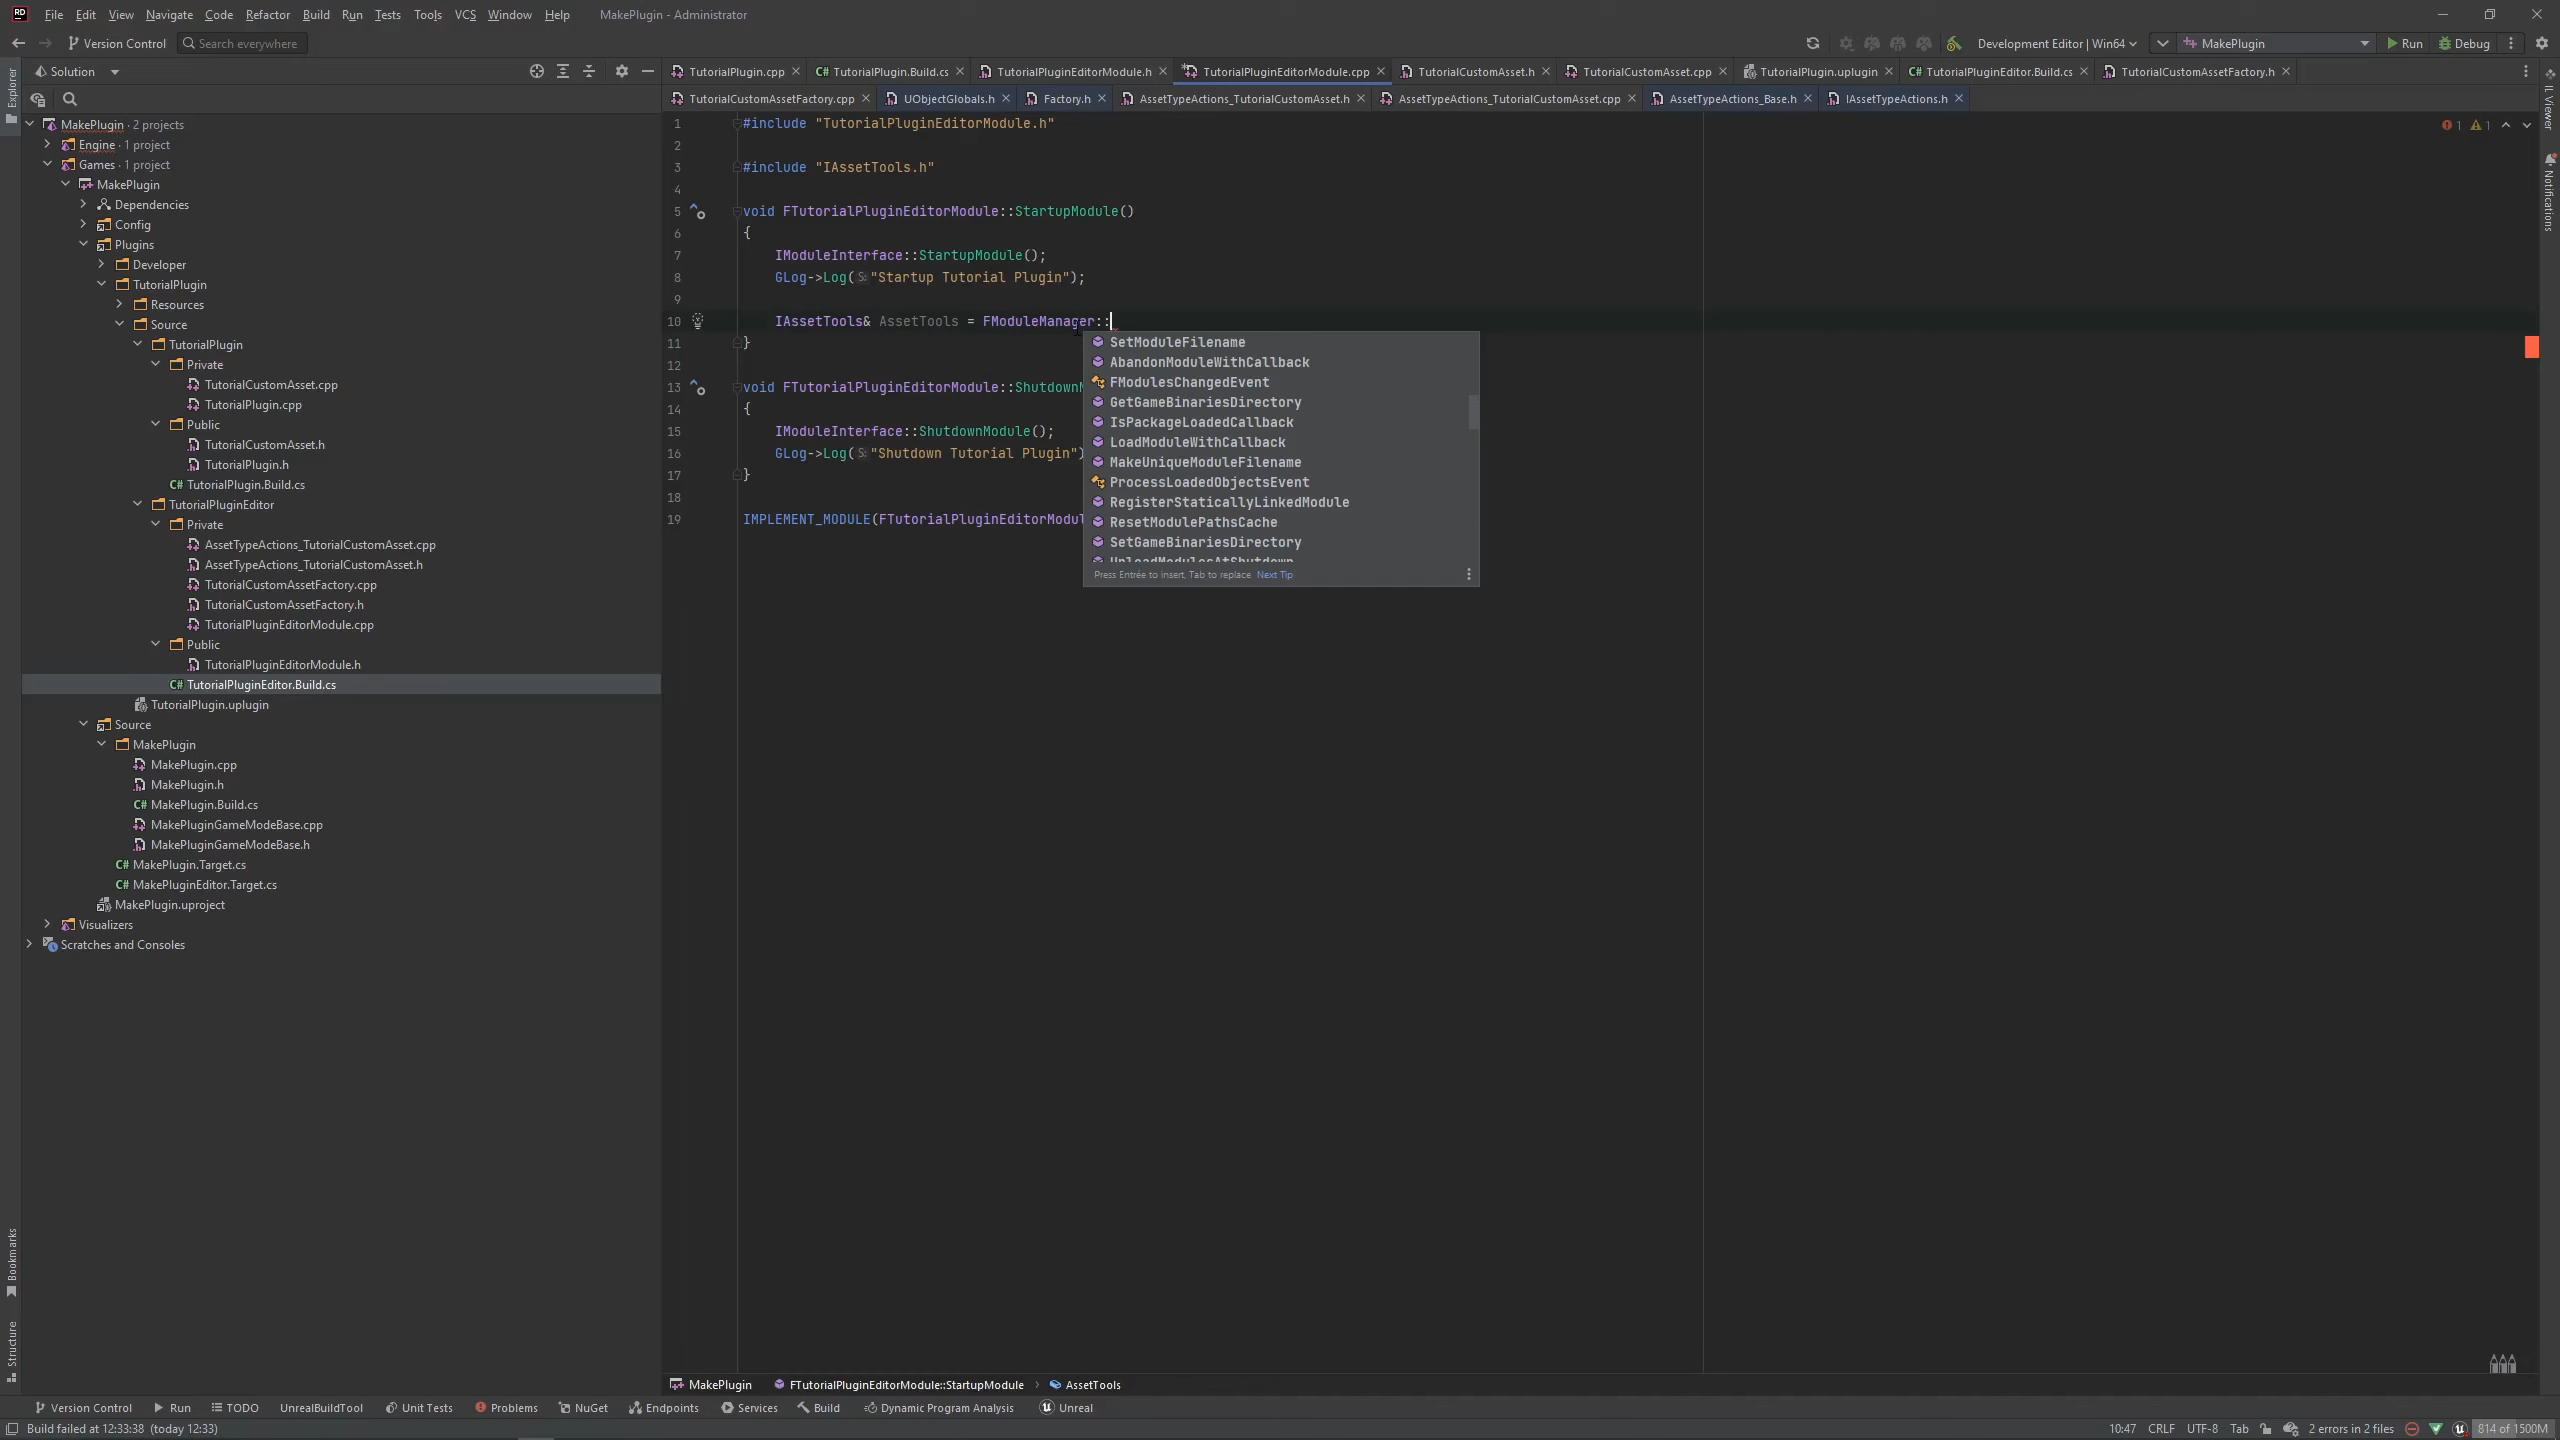 File Edit View Navigate Code Refactor Build Run Tests Tools VCS Window Help MakePlugin - Administrator
Version Control Search everywhere Development Editor | Win64 MakePlugin Run Debug
Solution
TutorialPlugin.cpp TutorialPlugin.Build.cs TutorialPluginEditorModule.h TutorialPluginEditorModule.cpp TutorialCustomAsset.h TutorialCustomAsset.cpp TutorialPlugin.uplugin TutorialPluginEditor.Build.cs TutorialCustomAssetFactory.h
TutorialCustomAssetFactory.cpp UObjectGlobals.h Factory.h AssetTypeActions_TutorialCustomAsset.h AssetTypeActions_TutorialCustomAsset.cpp AssetTypeActions_Base.h IAssetTypeActions.h
Explorer
Bookmarks
Structure
MakePlugin · 2 projects
Engine · 1 project
Games · 1 project
MakePlugin
Dependencies
Config
Plugins
Developer
TutorialPlugin
Resources
Source
TutorialPlugin
Private
TutorialCustomAsset.cpp
TutorialPlugin.cpp
Public
TutorialCustomAsset.h
TutorialPlugin.h
C# TutorialPlugin.Build.cs
TutorialPluginEditor
Private
AssetTypeActions_TutorialCustomAsset.cpp
AssetTypeActions_TutorialCustomAsset.h
TutorialCustomAssetFactory.cpp
TutorialCustomAssetFactory.h
TutorialPluginEditorModule.cpp
Public
TutorialPluginEditorModule.h
C# TutorialPluginEditor.Build.cs
TutorialPlugin.uplugin
Source
MakePlugin
MakePlugin.cpp
MakePlugin.h
C# MakePlugin.Build.cs
MakePluginGameModeBase.cpp
MakePluginGameModeBase.h
C# MakePlugin.Target.cs
C# MakePluginEditor.Target.cs
MakePlugin.uproject
Visualizers
Scratches and Consoles
1 #include "TutorialPluginEditorModule.h"
2
3 #include "IAssetTools.h"
4
5 void FTutorialPluginEditorModule::StartupModule()
6 {
7 IModuleInterface::StartupModule();
8 GLog->Log( S: "Startup Tutorial Plugin");
9
10 IAssetTools& AssetTools = FModuleManager::
11 }
12
13 void FTutorialPluginEditorModule::ShutdownM
14 {
15 IModuleInterface::ShutdownModule();
16 GLog->Log( S: "Shutdown Tutorial Plugin")
17 }
18
19 IMPLEMENT_MODULE(FTutorialPluginEditorModul
SetModuleFilename
AbandonModuleWithCallback
FModulesChangedEvent
GetGameBinariesDirectory
IsPackageLoadedCallback
LoadModuleWithCallback
MakeUniqueModuleFilename
ProcessLoadedObjectsEvent
RegisterStaticallyLinkedModule
ResetModulePathsCache
SetGameBinariesDirectory
UnloadModulesAtShutdown
Press Entrée to insert, Tab to replace Next Tip
1 1
IL Viewer
Notifications
MakePlugin FTutorialPluginEditorModule::StartupModule AssetTools
Version Control Run TODO UnrealBuildTool Unit Tests Problems NuGet Endpoints Services Build Dynamic Program Analysis Unreal
Build failed at 12:33:38 (today 12:33) 10:47 CRLF UTF-8 Tab 2 errors in 2 files 814 of 1500M